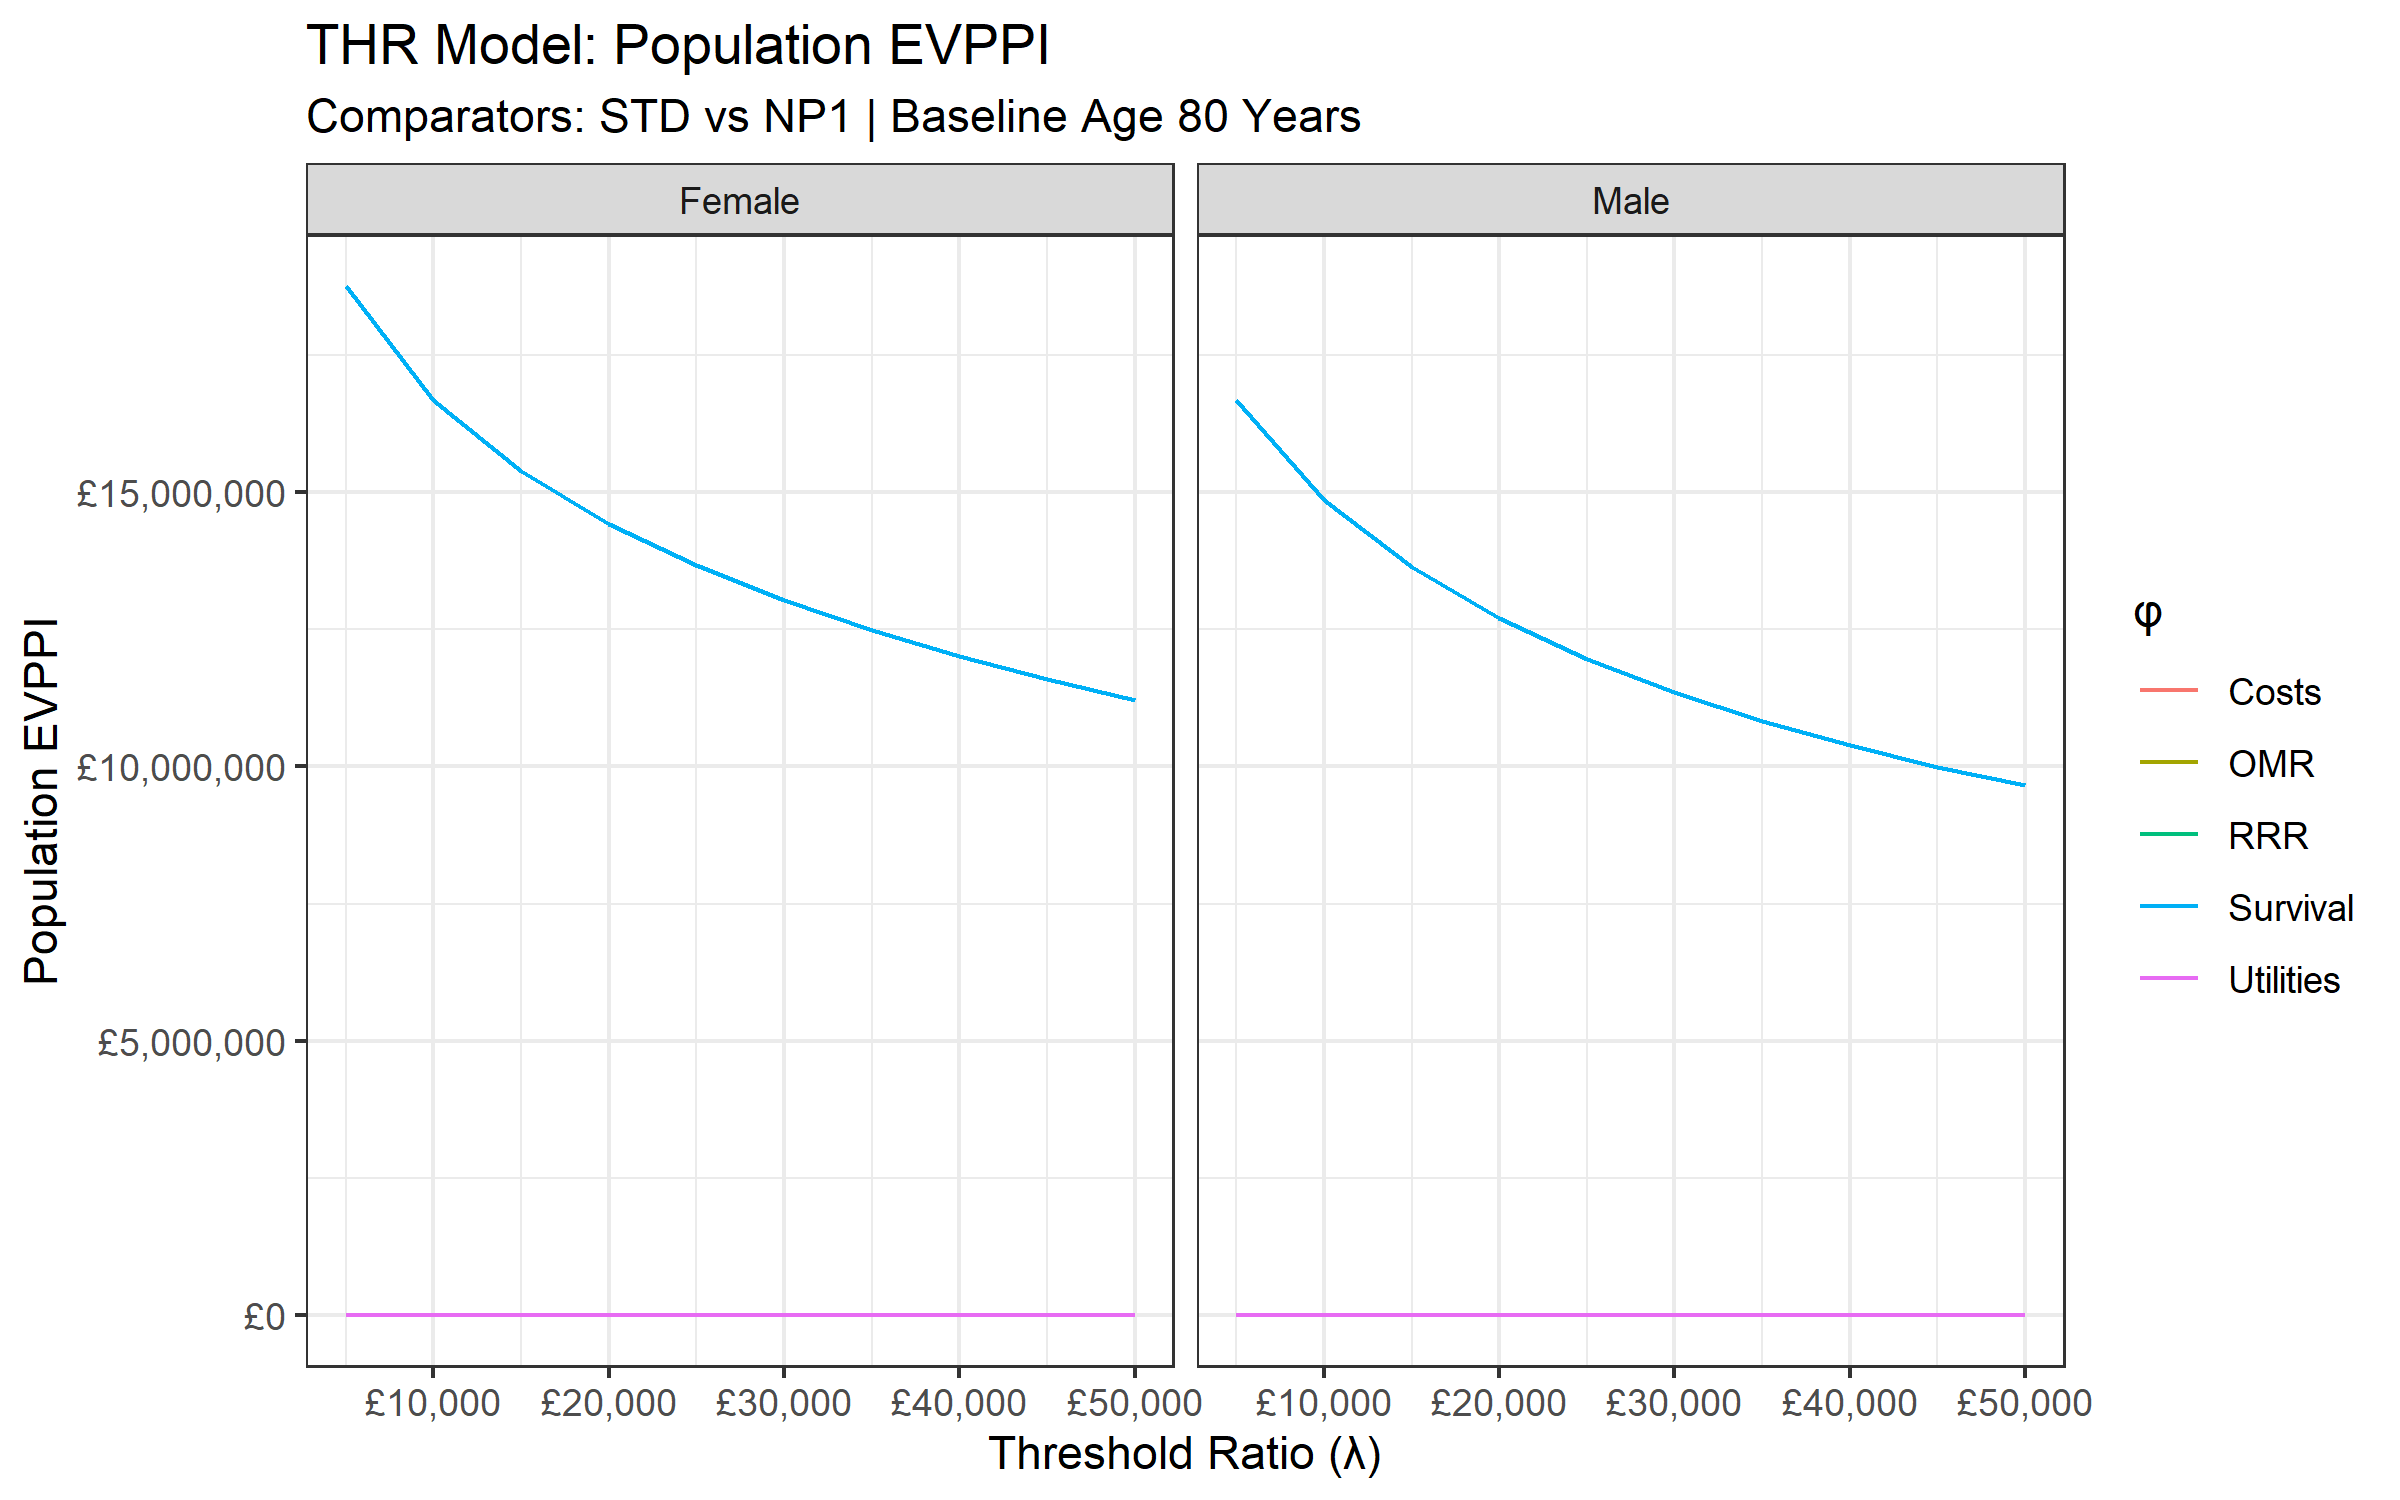 THR Model: Population EVPPI
Comparators: STD vs NP1 | Baseline Age 80 Years
Female
Male
Population EVPPI
£15,000,000
£10,000,000
£5,000,000
£0
£10,000 £20,000 £30,000 £40,000 £50,000
£10,000 £20,000 £30,000 £40,000 £50,000
Threshold Ratio (λ)
φ
Costs
OMR
RRR
Survival
Utilities